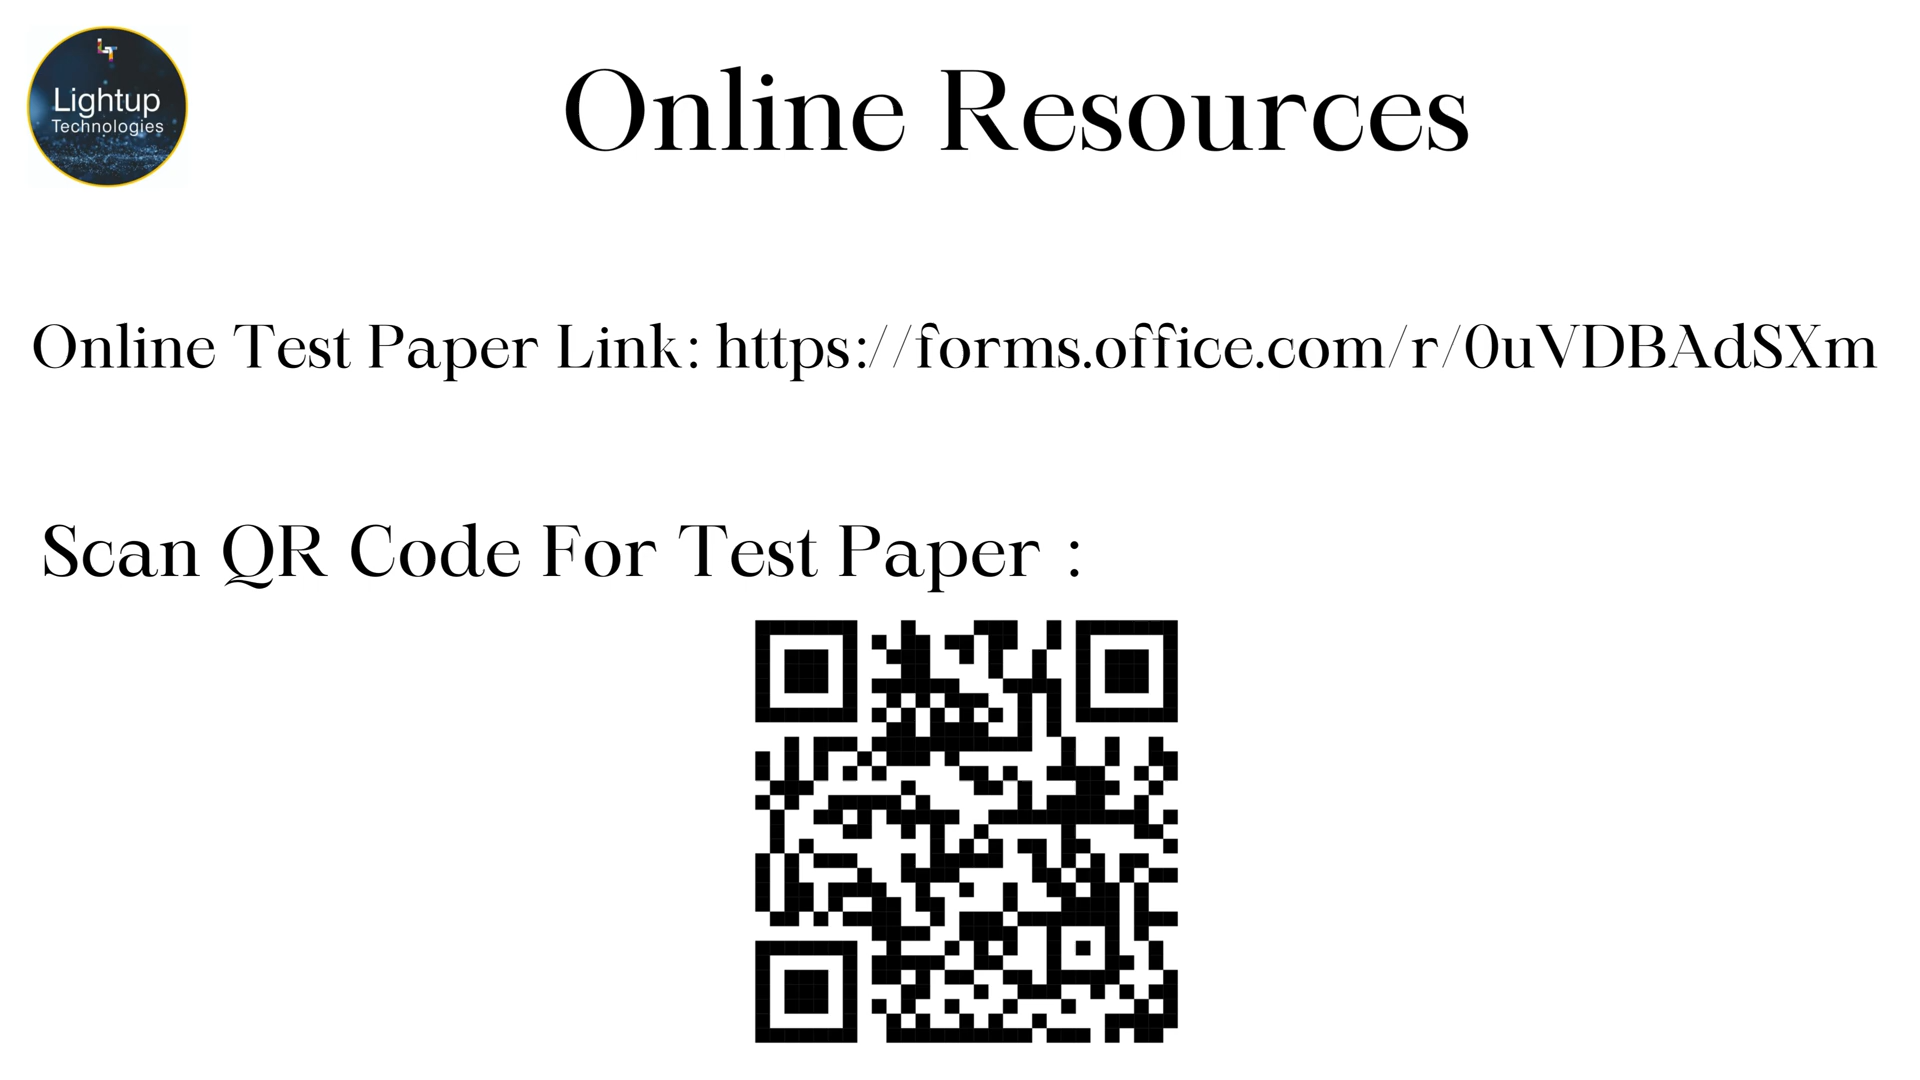 LT
Lightup
Technologies
Online Resources
Online Test Paper Link: https://forms.office.com/r/0uVDBAdSXm
Scan QR Code For Test Paper :